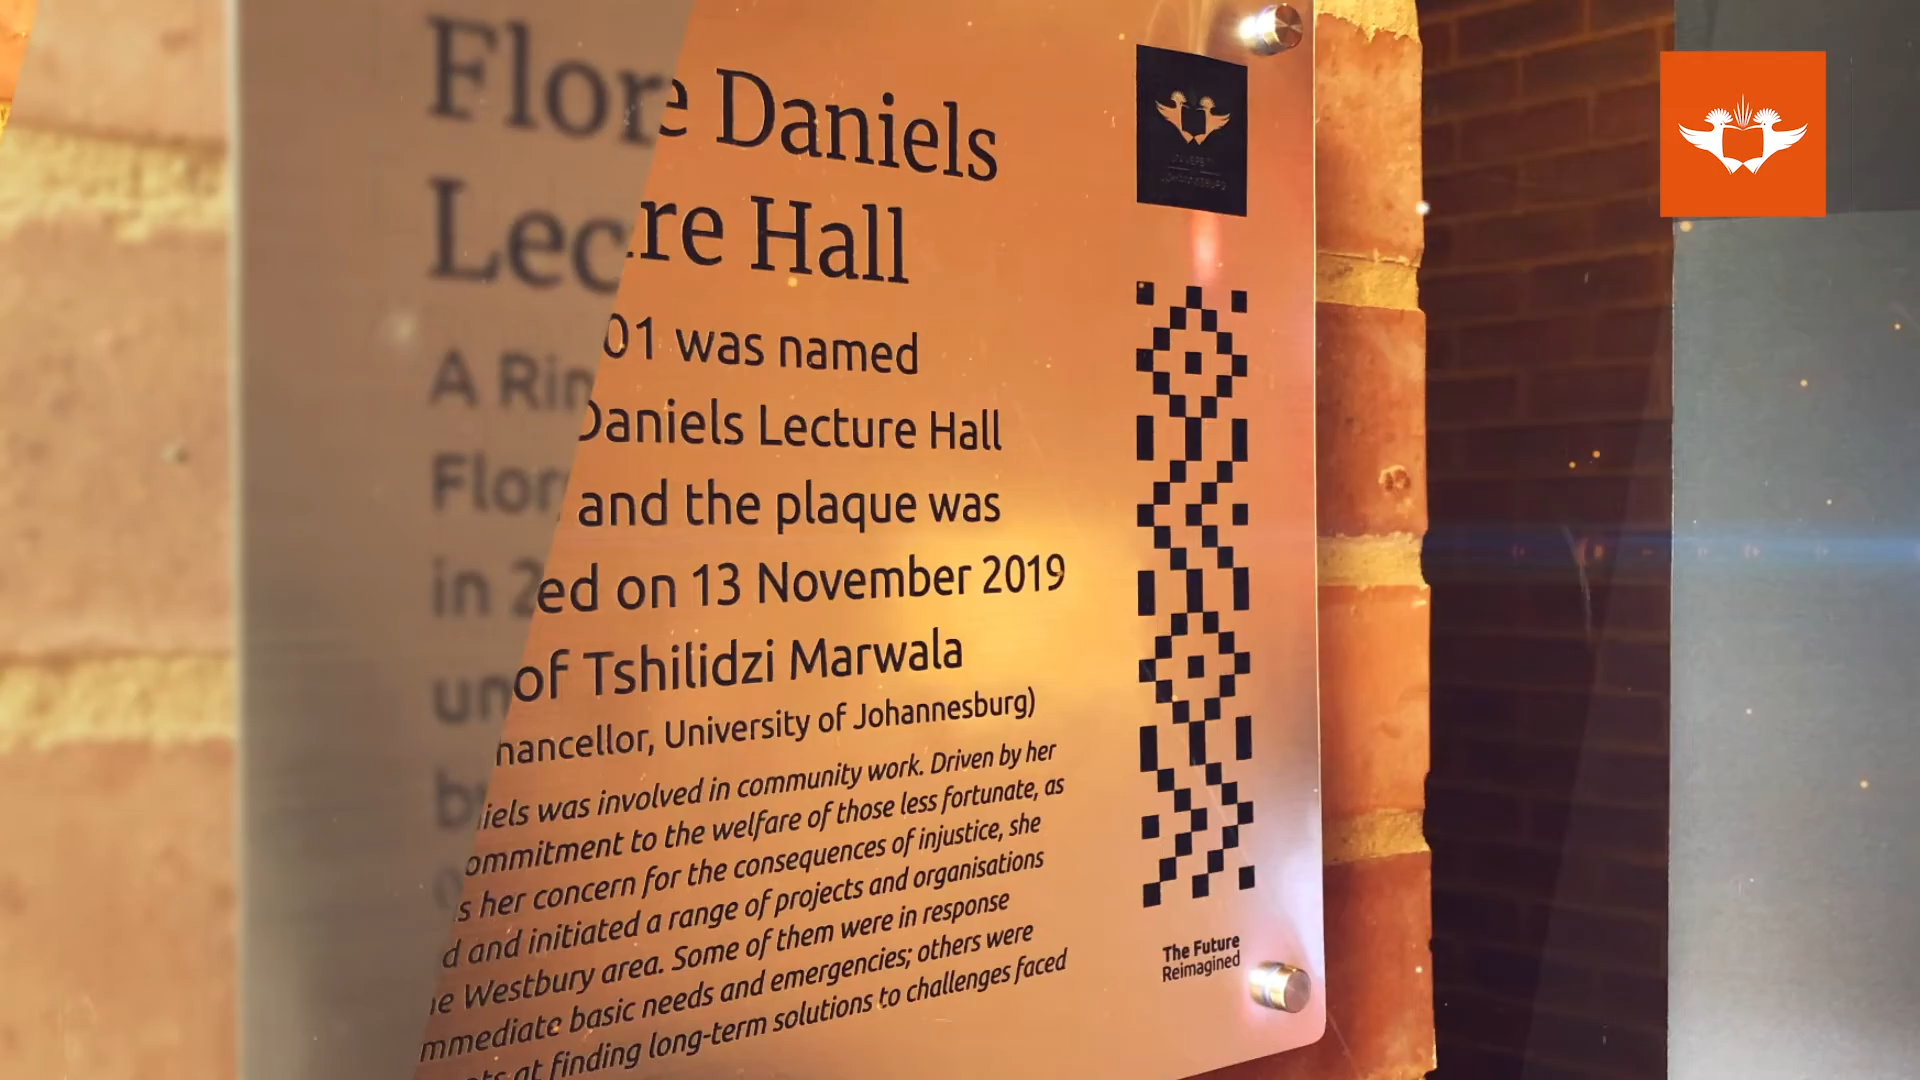 Flore Daniels
Lecture Hall
A Rin 01 was named
Flor Daniels Lecture Hall
and the plaque was
in 2 ed on 13 November 2019
un of Tshilidzi Marwala
hancellor, University of Johannesburg)
iels was involved in community work. Driven by her
ommitment to the welfare of those less fortunate, as
s her concern for the consequences of injustice, she
d and initiated a range of projects and organisations
e Westbury area. Some of them were in response
mmediate basic needs and emergencies; others were
at finding long-term solutions to challenges faced
UNIVERSITY
JOHANNESBURG
The Future
Reimagined